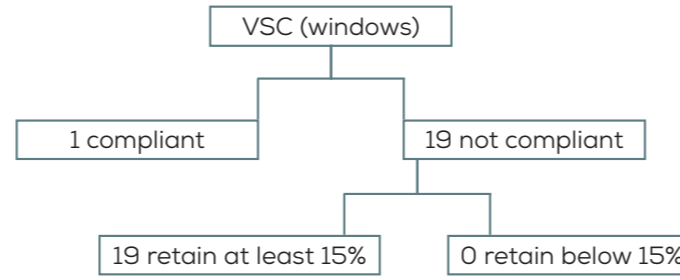 VSC (windows)
1 compliant
19 not compliant
19 retain at least 15%
0 retain below 15%